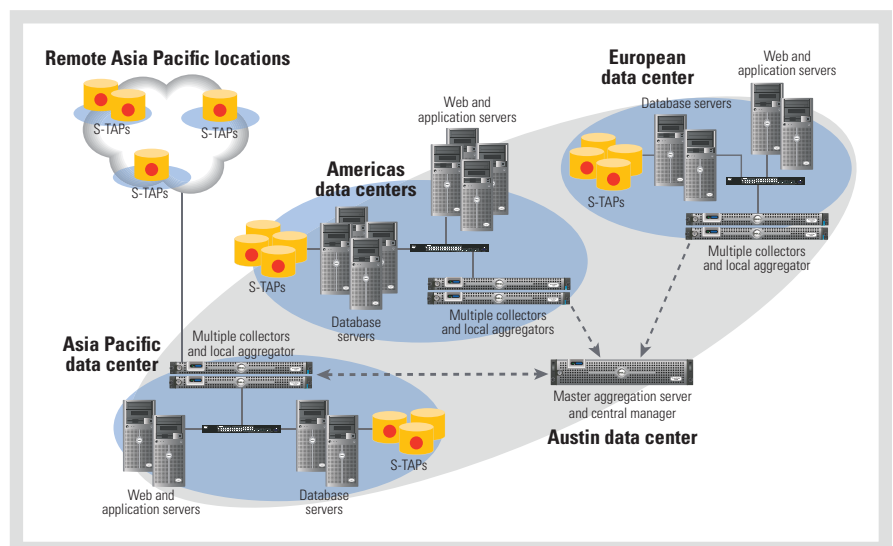 Remote Asia Pacific locations
S-TAPs
S-TAPs
S-TAPs
European
data center
Web and
application servers
Database servers
S-TAPs
Multiple collectors
and local aggregator
Web and
application servers
Americas
data centers
S-TAPs
Database
servers
Multiple collectors
and local aggregators
Asia Pacific
data center
Multiple collectors
and local aggregator
S-TAPs
Web and
application servers
Database
servers
Master aggregation server
and central manager
Austin data center